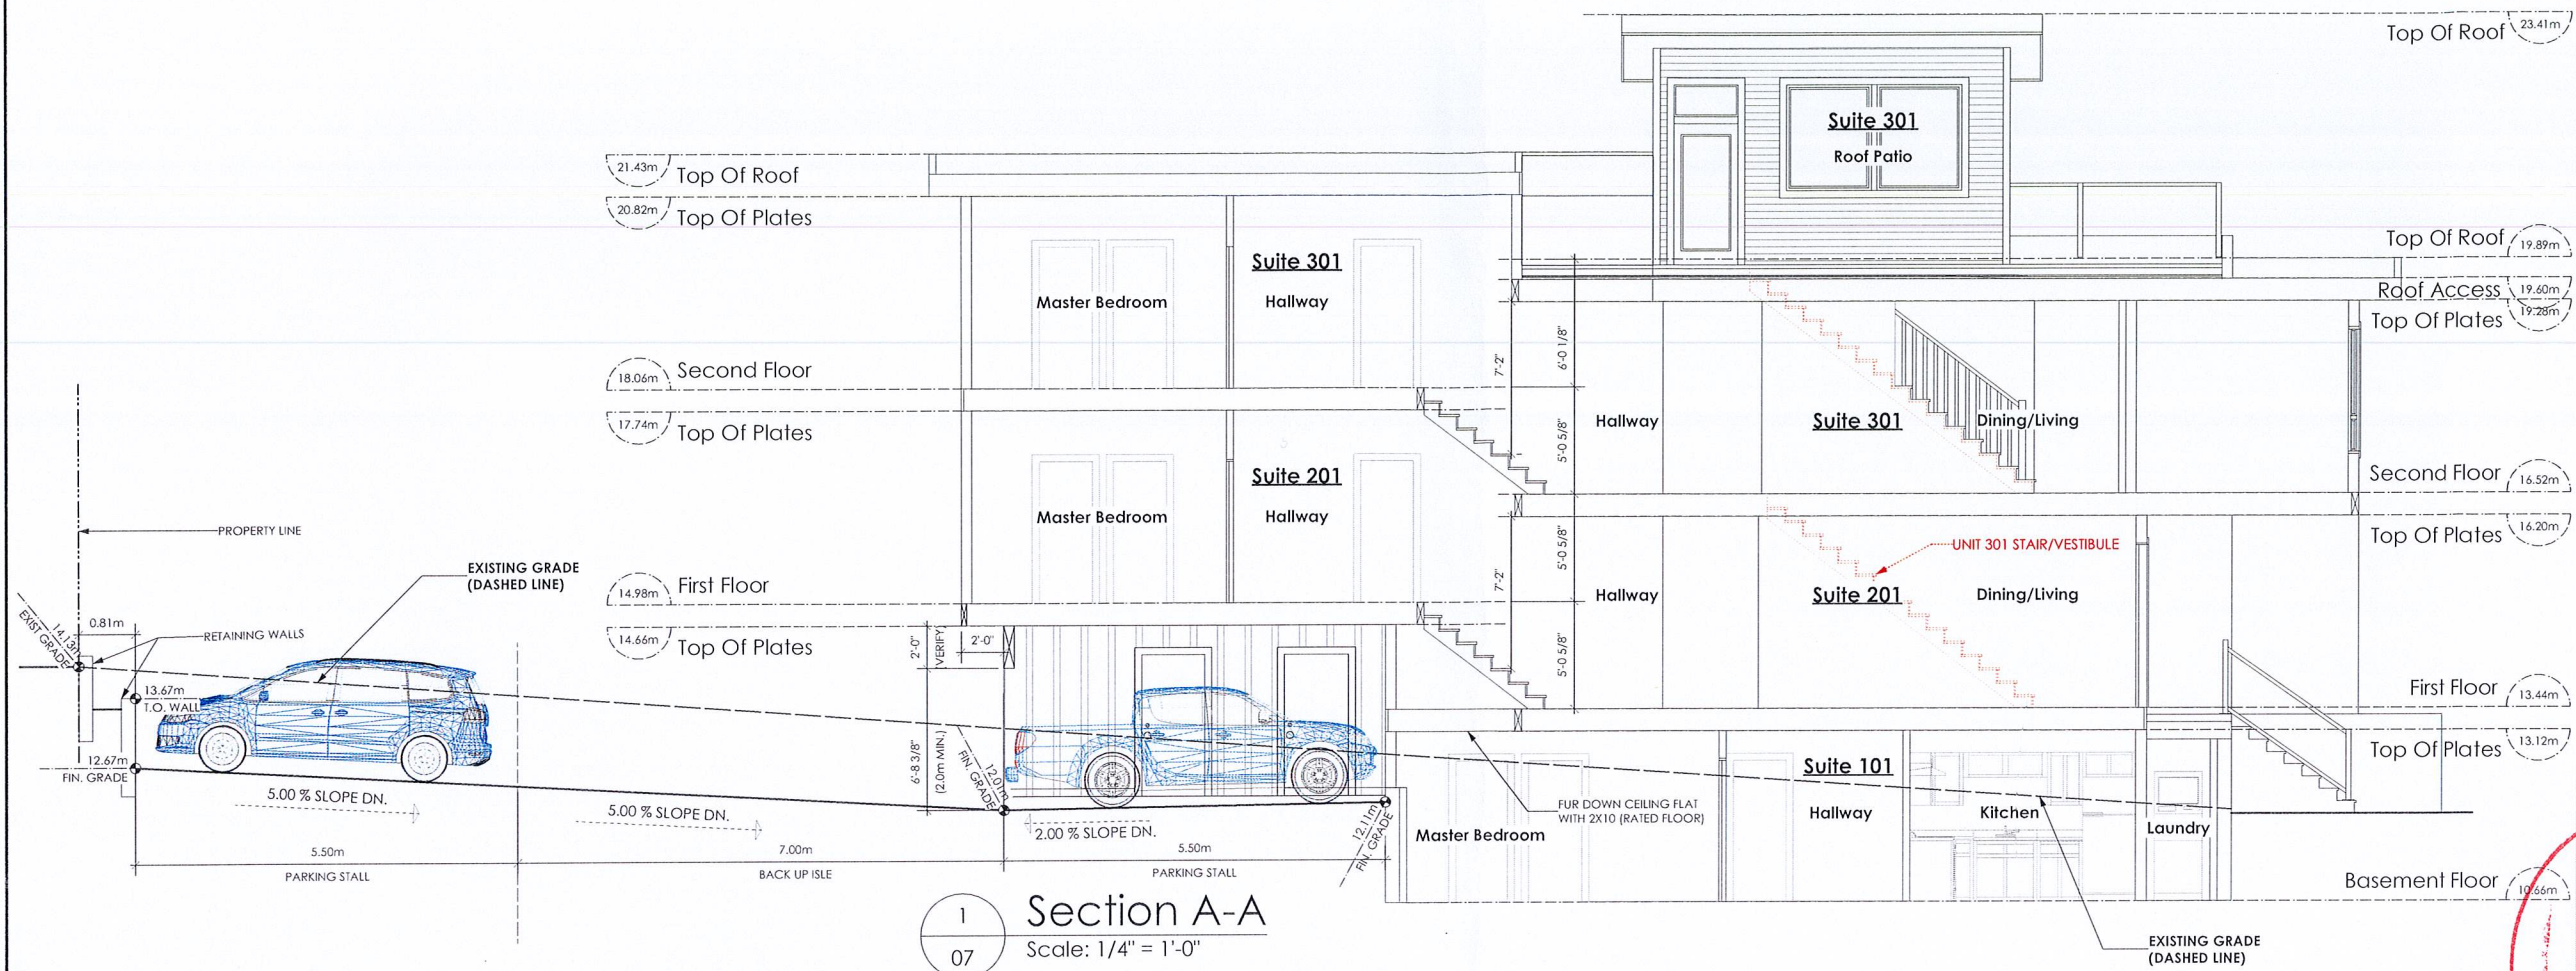 Top Of Roof 23.41m
Suite 301
Roof Patio
21.43m Top Of Roof
20.82m Top Of Plates
Suite 301
Master Bedroom
Hallway
18.06m Second Floor
17.74m Top Of Plates
Suite 201
Master Bedroom
Hallway
14.98m First Floor
14.66m Top Of Plates
Top Of Roof 19.89m
Roof Access 19.60m
Top Of Plates 19.28m
7'-2"
6'-0 1/8"
5'-0 5/8"
Hallway
Suite 301
Dining/Living
Second Floor 16.52m
Top Of Plates 16.20m
7'-2"
5'-0 5/8"
5'-0 5/8"
UNIT 301 STAIR/VESTIBULE
Hallway
Suite 201
Dining/Living
First Floor 13.44m
Top Of Plates 13.12m
PROPERTY LINE
EXISTING GRADE
(DASHED LINE)
0.81m
RETAINING WALLS
14.13m
EXIST GRADE
13.67m
T.O. WALL
12.67m
FIN. GRADE
5.00 % SLOPE DN.
5.00 % SLOPE DN.
2.00 % SLOPE DN.
2'-0"
(VERIFY)
2'-0"
6'-8 3/8"
(2.0m MIN.)
12.01m
FIN. GRADE
12.11m
FIN. GRADE
5.50m
PARKING STALL
7.00m
BACK UP ISLE
5.50m
PARKING STALL
FUR DOWN CEILING FLAT
WITH 2X10 (RATED FLOOR)
Suite 101
Master Bedroom
Hallway
Kitchen
Laundry
Basement Floor 10.66m
EXISTING GRADE
(DASHED LINE)
1
07
Section A-A
Scale: 1/4" = 1'-0"